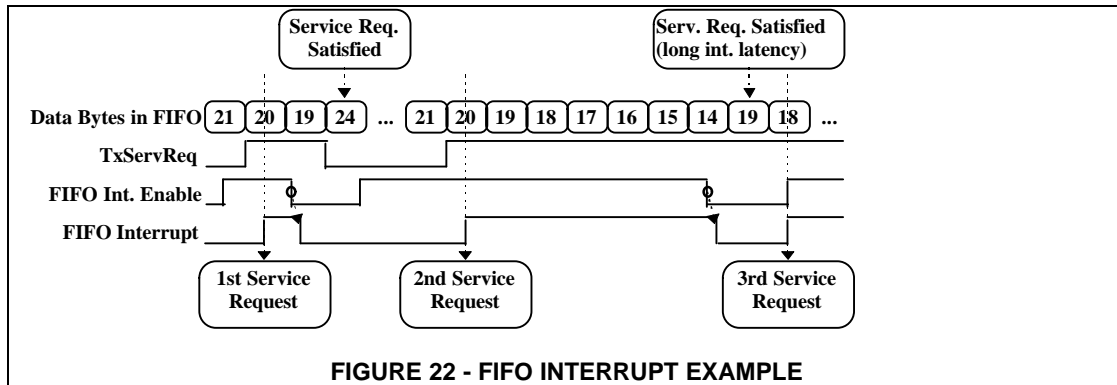 Service Req.
Satisfied
Serv. Req. Satisfied
(long int. latency)
Data Bytes in FIFO 21 20 19 24 ... 21 20 19 18 17 16 15 14 19 18 ...
TxServReq
FIFO Int. Enable
FIFO Interrupt
1st Service
Request
2nd Service
Request
3rd Service
Request
FIGURE 22 - FIFO INTERRUPT EXAMPLE